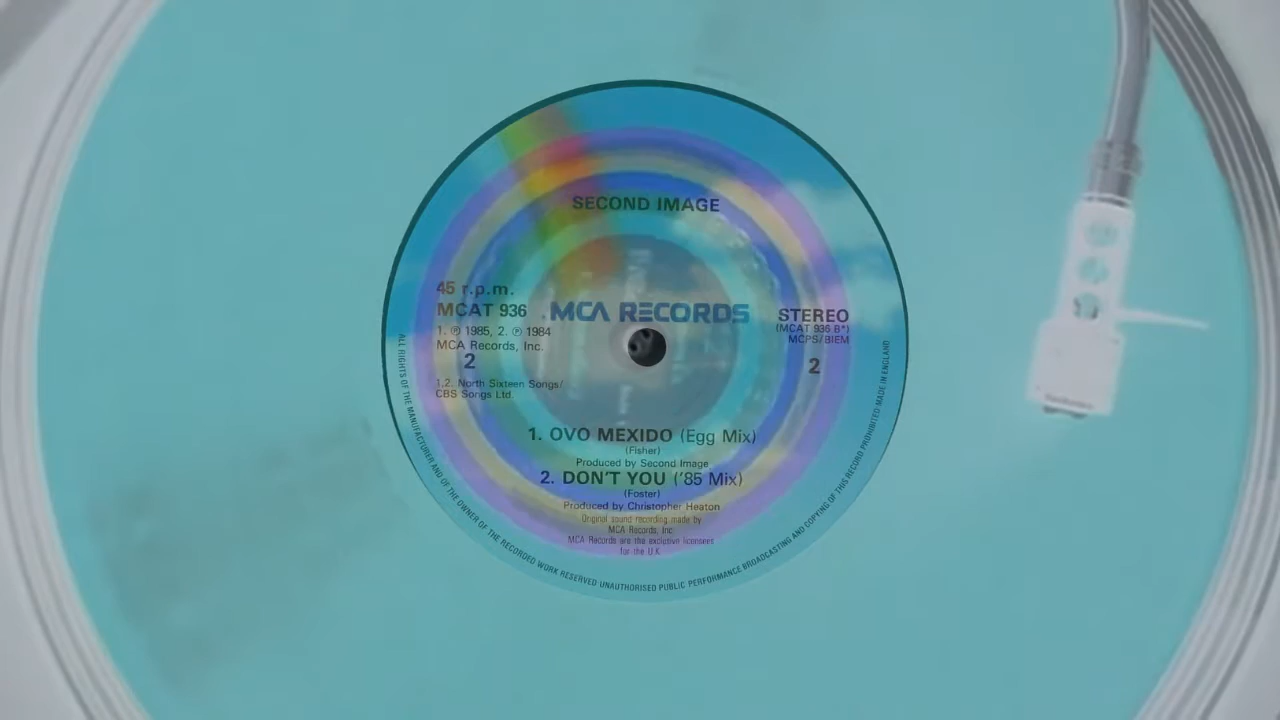 SECOND IMAGE
45 r.p.m.
MCAT 936
1. ℗ 1985, 2. ℗ 1984
MCA Records, Inc.
2
1,2. North Sixteen Songs/
CBS Songs Ltd.
MCA RECORDS
STEREO
(MCAT 936 B*)
MCPS/BIEM
2
1. OVO MEXIDO (Egg Mix)
(Fisher)
Produced by Second Image
2. DON'T YOU ('85 Mix)
(Foster)
Produced by Christopher Heaton
Original sound recording made by
MCA Records, Inc.
MCA Records are the exclusive licensees
for the U.K.
ALL RIGHTS OF THE MANUFACTURER AND OF THE OWNER OF THE RECORDED WORK RESERVED UNAUTHORISED PUBLIC PERFORMANCE BROADCASTING AND COPYING OF THIS RECORD PROHIBITED MADE IN ENGLAND